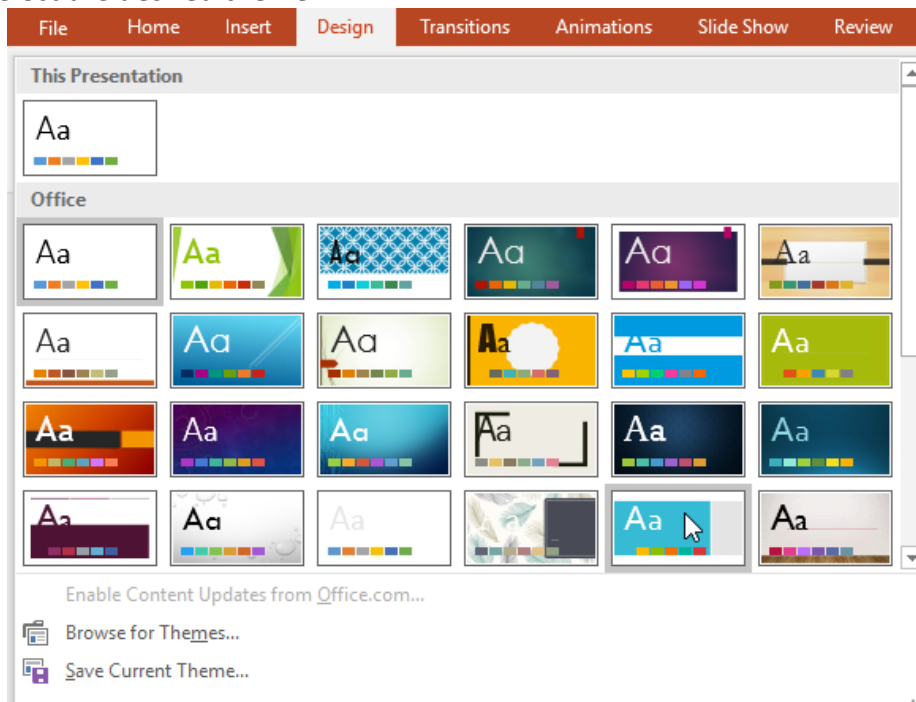 File Home Insert Design Transitions Animations Slide Show Review
This Presentation
Aa
Office
Aa Aa Aa Aa Aa Aa
Aa Aa Aa Aa Aa Aa
Aa Aa Aa Aa Aa Aa
Aa Aa Aa Aa Aa
Enable Content Updates from Office.com...
Browse for Themes...
Save Current Theme...